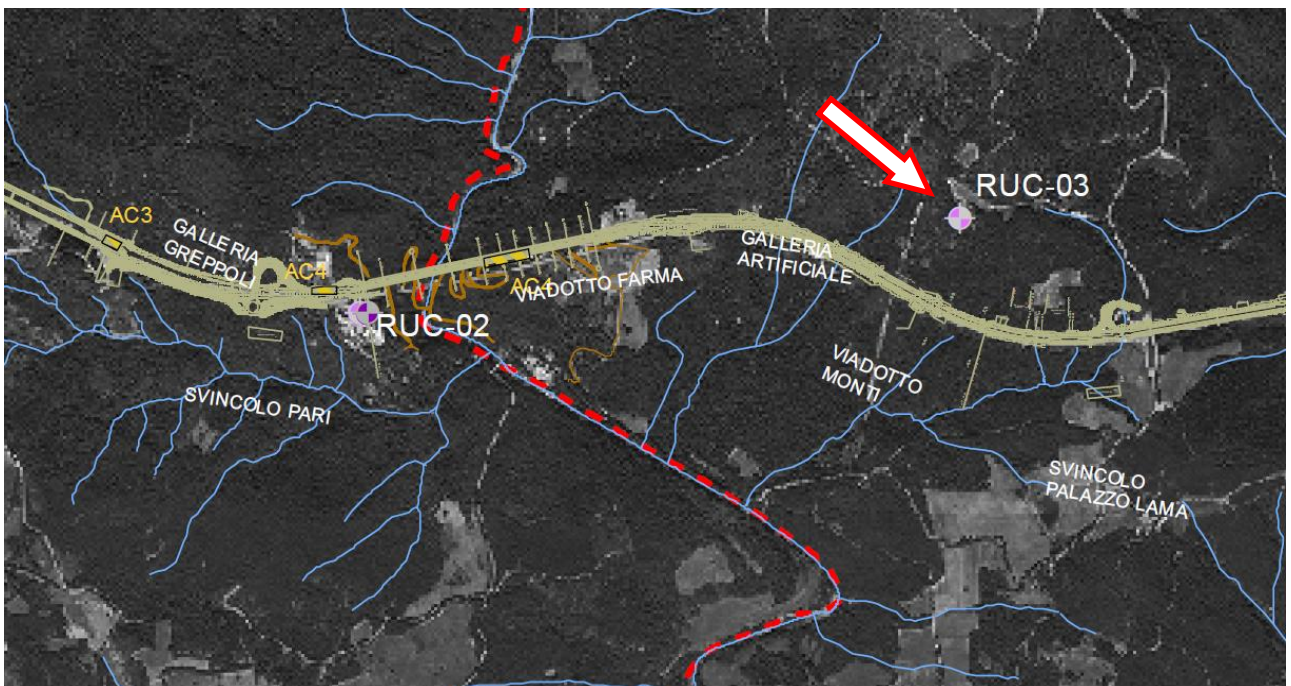 RUC-03
AC3
GALLERIA
GREPPOLI
GALLERIA
ARTIFICIALE
AC4
AC4
VIADOTTO FARMA
RUC-02
VIADOTTO
MONTI
SVINCOLO PARI
SVINCOLO
PALAZZO LAMA